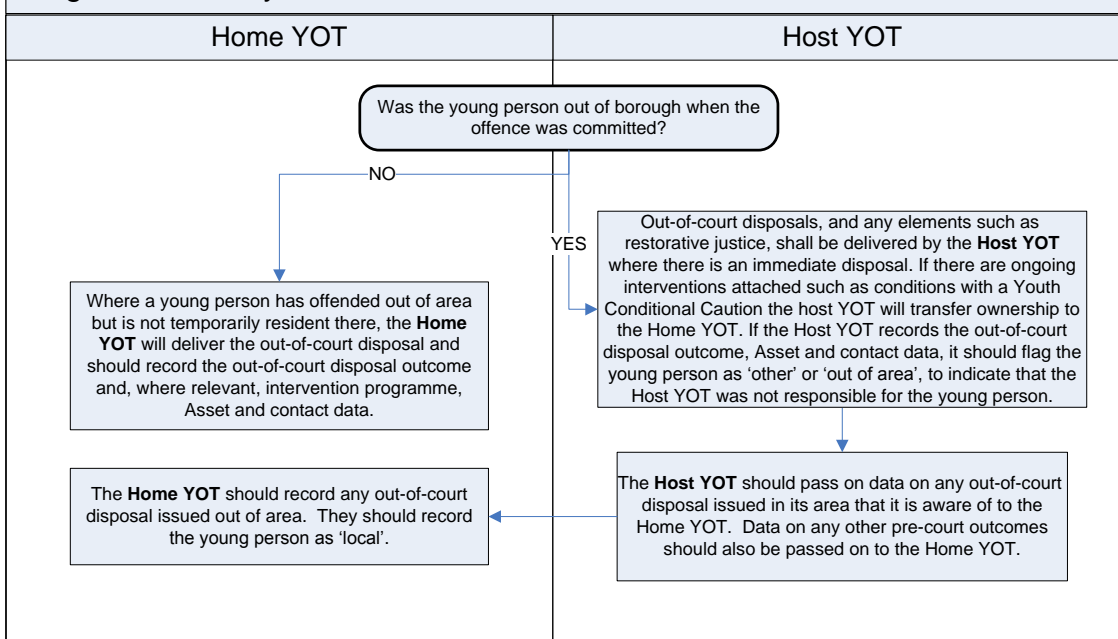 Home YOT
Host YOT
Was the young person out of borough when the
offence was committed?
NO
YES
Out-of-court disposals, and any elements such as
restorative justice, shall be delivered by the Host YOT
where there is an immediate disposal. If there are ongoing
interventions attached such as conditions with a Youth
Conditional Caution the host YOT will transfer ownership to
the Home YOT. If the Host YOT records the out-of-court
disposal outcome, Asset and contact data, it should flag the
young person as ‘other’ or ‘out of area’, to indicate that the
Host YOT was not responsible for the young person.
Where a young person has offended out of area
but is not temporarily resident there, the Home
YOT will deliver the out-of-court disposal and
should record the out-of-court disposal outcome
and, where relevant, intervention programme,
Asset and contact data.
The Host YOT should pass on data on any out-of-court
disposal issued in its area that it is aware of to the
Home YOT.  Data on any other pre-court outcomes
should also be passed on to the Home YOT.
The Home YOT should record any out-of-court
disposal issued out of area.  They should record
the young person as ‘local’.